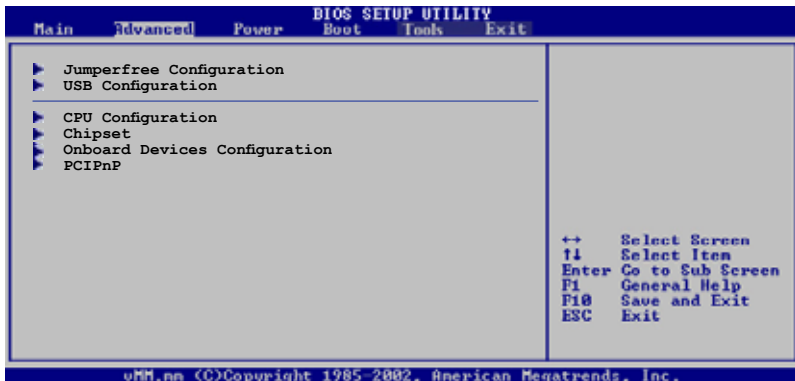 BIOS SETUP UTILITY
Main Advanced Power Boot Tools Exit
Jumperfree Configuration
USB Configuration
CPU Configuration
Chipset
Onboard Devices Configuration
PCIPnP
↔ Select Screen
↑↓ Select Item
Enter Go to Sub Screen
F1 General Help
F10 Save and Exit
ESC Exit
vMM.nn (C)Copyright 1985-2002, American Megatrends, Inc.